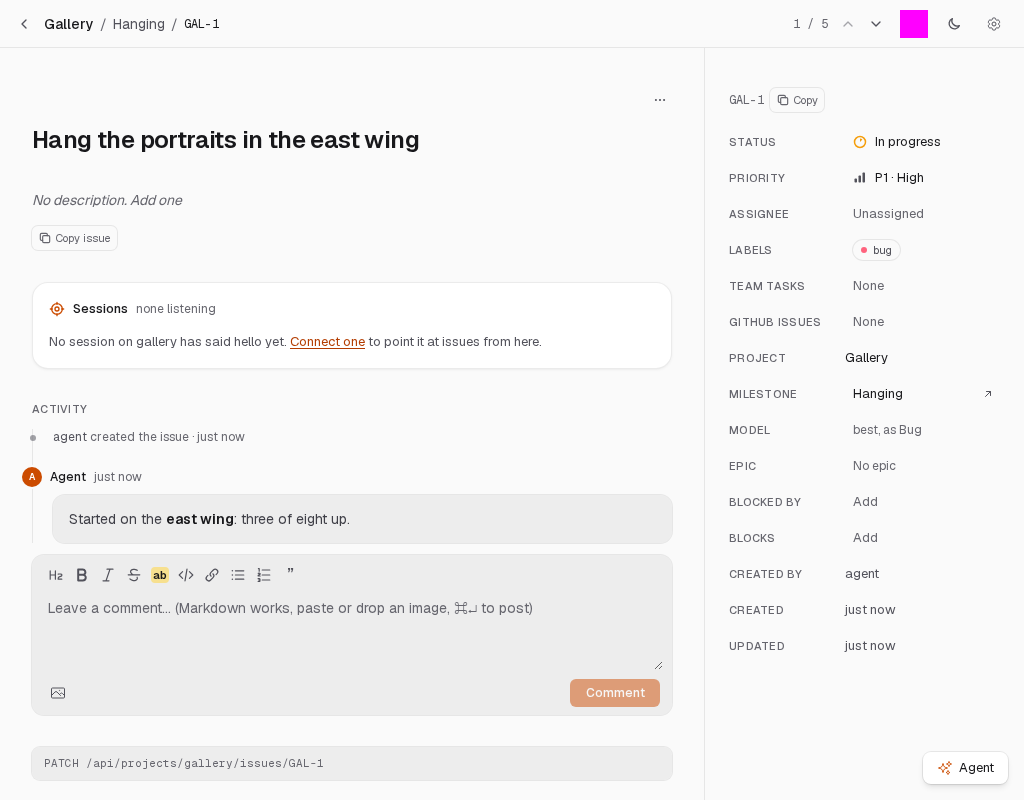 Gallery / Hanging / GAL-1
1 / 5
Hang the portraits in the east wing
No description. Add one
Copy issue
Sessions none listening
No session on gallery has said hello yet. Connect one to point it at issues from here.
ACTIVITY
agent created the issue · just now
A Agent just now
Started on the east wing: three of eight up.
H2 B I S ab </> 1 2 3 ”
Leave a comment... (Markdown works, paste or drop an image, ⌘↵ to post)
Comment
PATCH /api/projects/gallery/issues/GAL-1
GAL-1 Copy
STATUS In progress
PRIORITY P1 · High
ASSIGNEE Unassigned
LABELS bug
TEAM TASKS None
GITHUB ISSUES None
PROJECT Gallery
MILESTONE Hanging
MODEL best, as Bug
EPIC No epic
BLOCKED BY Add
BLOCKS Add
CREATED BY agent
CREATED just now
UPDATED just now
Agent